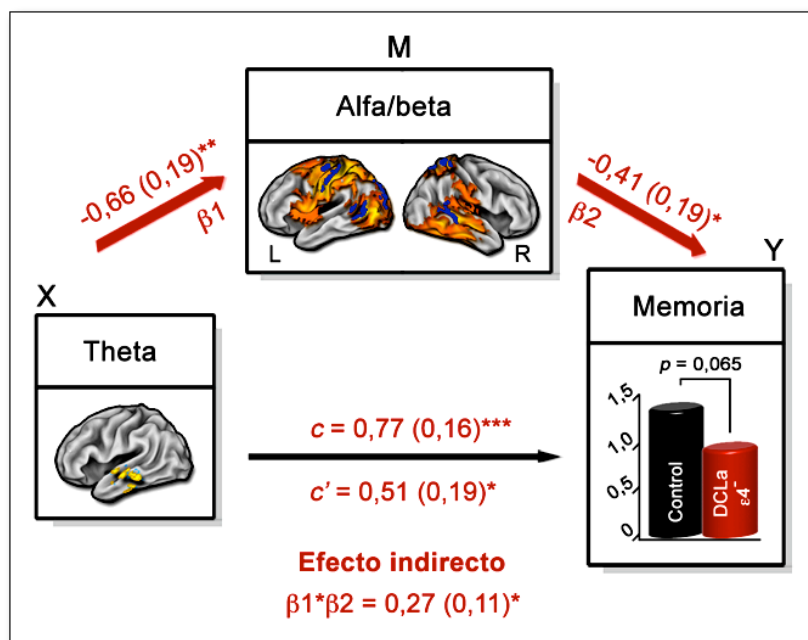 M
Alfa/beta
L
R
-0,66 (0,19)**
β1
-0,41 (0,19)*
β2
X
Theta
Y
Memoria
p = 0,065
1,5
1,0
0,5
0
Control
DCLa
ε4-
c = 0,77 (0,16)***
c’ = 0,51 (0,19)*
Efecto indirecto
β1*β2 = 0,27 (0,11)*